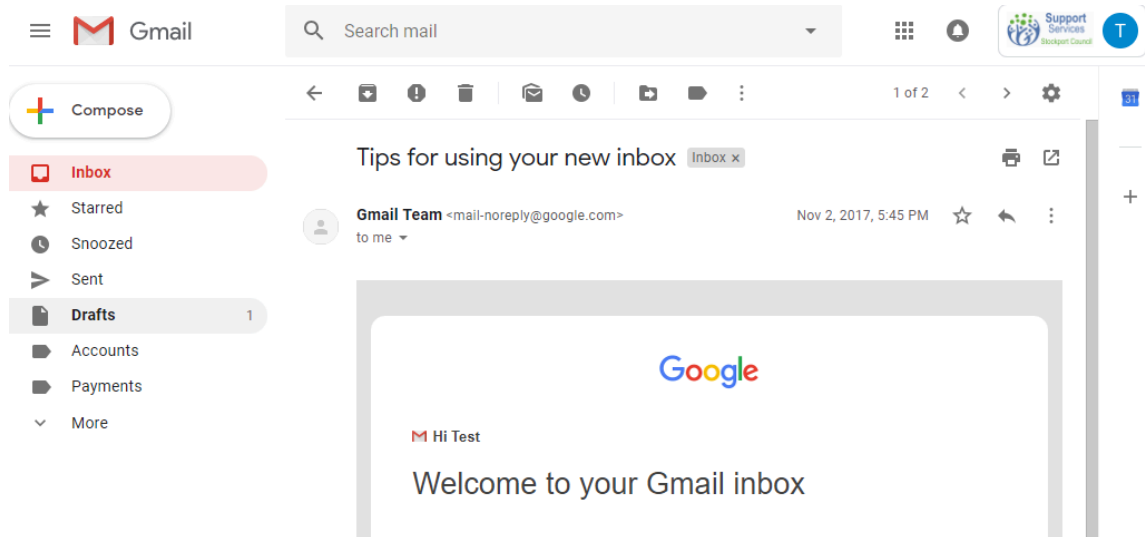 Gmail
Search mail
Support
Services
Stockport Council
T
Compose
1 of 2
31
Tips for using your new inbox Inbox x
Inbox
Starred
Gmail Team <mail-noreply@google.com> Nov 2, 2017, 5:45 PM
to me
Snoozed
Sent
Drafts 1
Accounts
Payments
More
Google
Hi Test
Welcome to your Gmail inbox